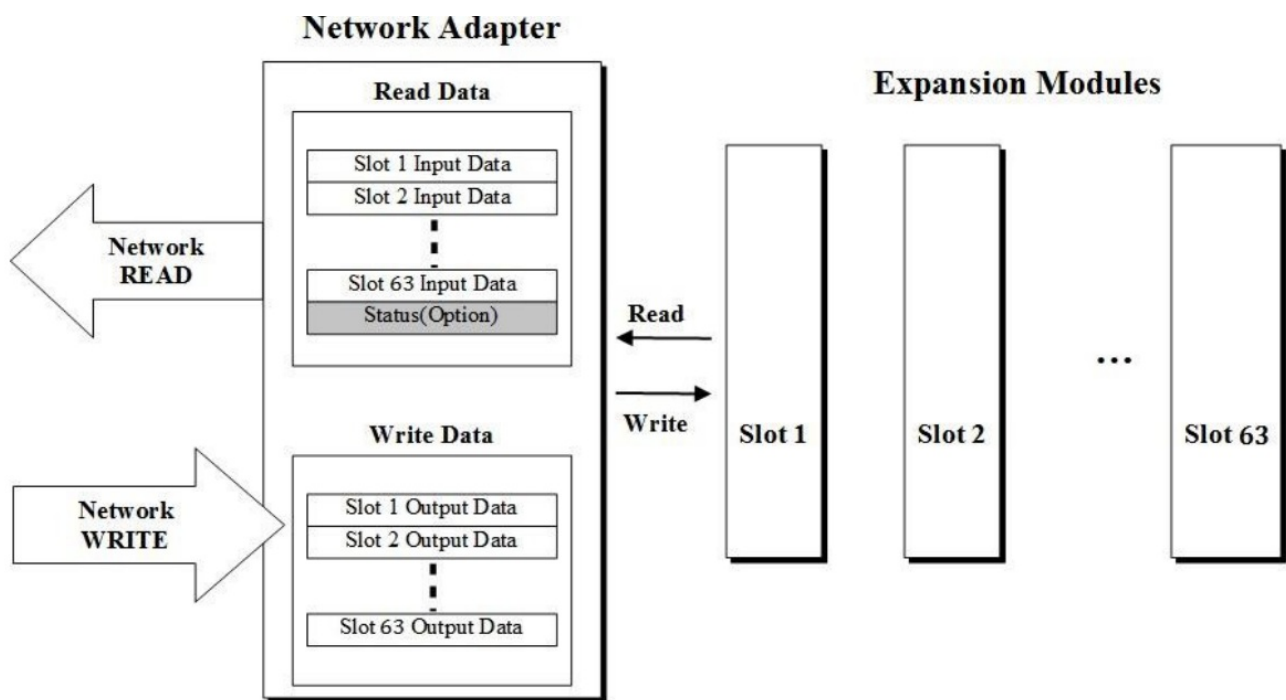 Network Adapter
Read Data
Slot 1 Input Data
Slot 2 Input Data
Slot 63 Input Data
Status(Option)
Network
READ
Write Data
Slot 1 Output Data
Slot 2 Output Data
Slot 63 Output Data
Network
WRITE
Read
Write
Expansion Modules
Slot 1
Slot 2
...
Slot 63